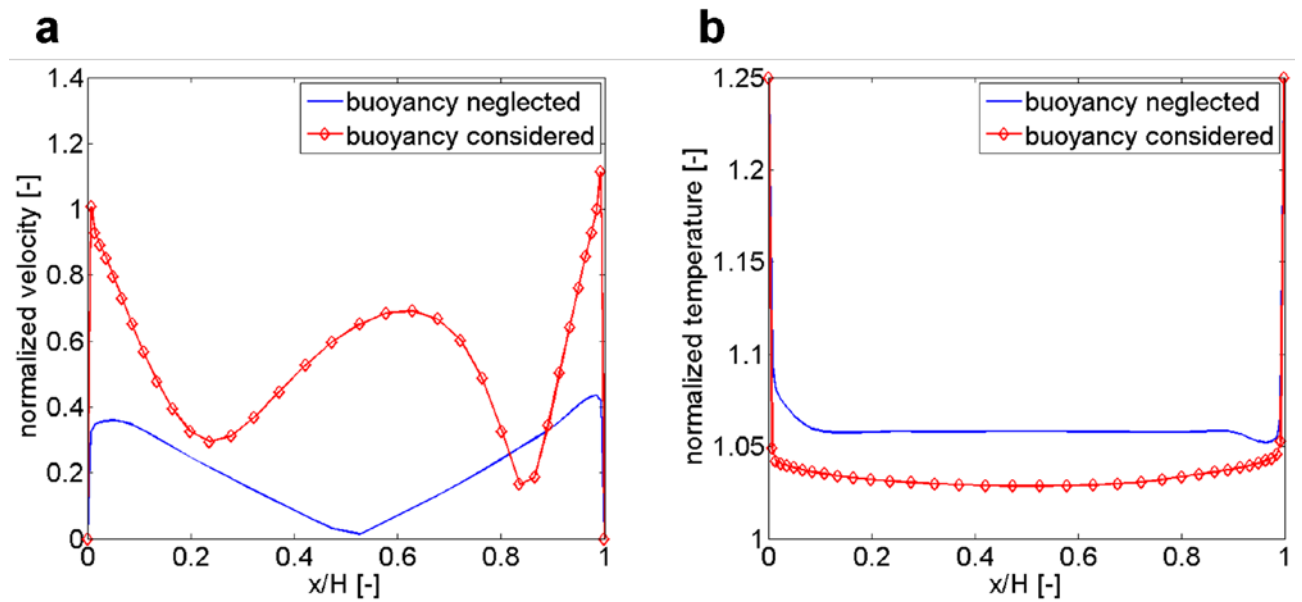 a
b
1.4
1.2
1
0.8
0.6
0.4
0.2
0
normalized velocity [-]
buoyancy neglected
buoyancy considered
0 0.2 0.4 0.6 0.8 1
x/H [-]
1.25
1.2
1.15
1.1
1.05
1
normalized temperature [-]
buoyancy neglected
buoyancy considered
0 0.2 0.4 0.6 0.8 1
x/H [-]